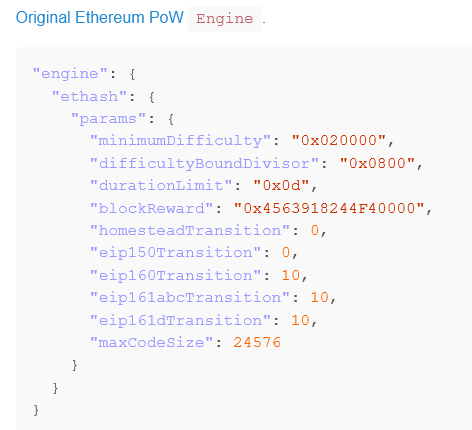 Original Ethereum PoW Engine.
"engine": {
"ethash": {
"params": {
"minimumDifficulty": "0x020000",
"difficultyBoundDivisor": "0x0800",
"durationLimit": "0x0d",
"blockReward": "0x4563918244F40000",
"homesteadTransition": 0,
"eip150Transition": 0,
"eip160Transition": 10,
"eip161abcTransition": 10,
"eip161dTransition": 10,
"maxCodeSize": 24576
}
}
}